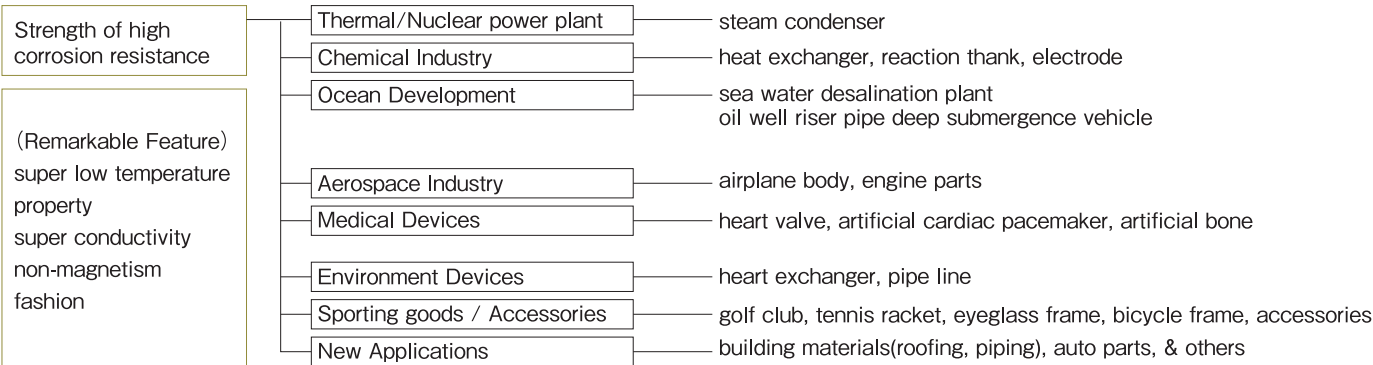 Strength of high
corrosion resistance
(Remarkable Feature)
super low temperature
property
super conductivity
non-magnetism
fashion
Thermal/Nuclear power plant
steam condenser
Chemical Industry
heat exchanger, reaction thank, electrode
Ocean Development
sea water desalination plant
oil well riser pipe deep submergence vehicle
Aerospace Industry
airplane body, engine parts
Medical Devices
heart valve, artificial cardiac pacemaker, artificial bone
Environment Devices
heart exchanger, pipe line
Sporting goods / Accessories
golf club, tennis racket, eyeglass frame, bicycle frame, accessories
New Applications
building materials(roofing, piping), auto parts, & others